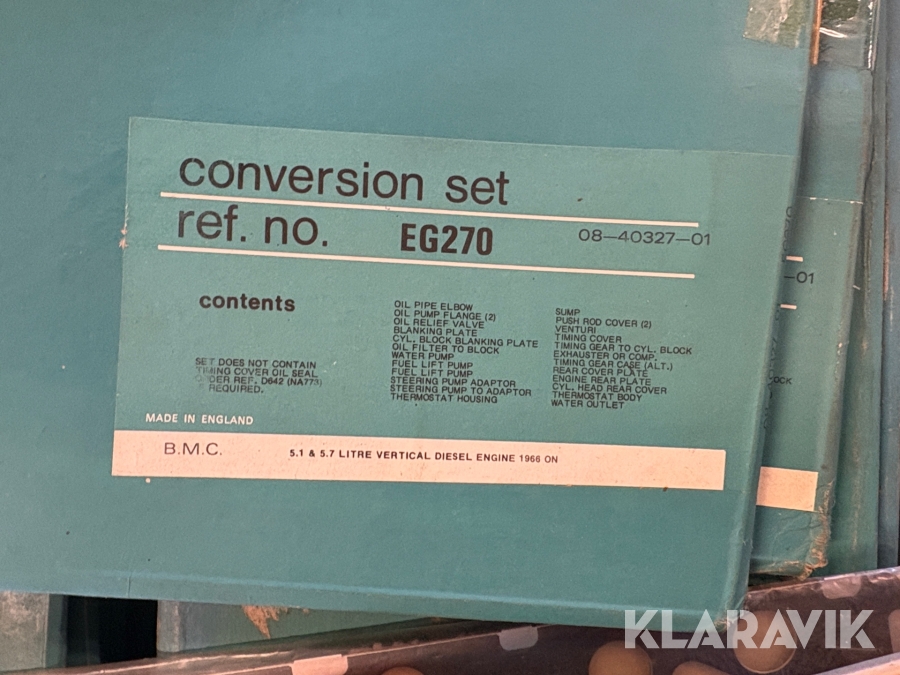 conversion set
ref. no. EG270 08–40327–01
contents
SET DOES NOT CONTAIN
TIMING COVER OIL SEAL
ORDER REF. D642 (NA773)
IF REQUIRED.
OIL PIPE ELBOW
OIL PUMP FLANGE (2)
OIL RELIEF VALVE
BLANKING PLATE
CYL. BLOCK BLANKING PLATE
OIL FILTER TO BLOCK
WATER PUMP
FUEL LIFT PUMP
FUEL LIFT PUMP
STEERING PUMP ADAPTOR
STEERING PUMP TO ADAPTOR
THERMOSTAT HOUSING
SUMP
PUSH ROD COVER (2)
VENTURI
TIMING COVER
TIMING GEAR TO CYL. BLOCK
EXHAUSTER OR COMP.
TIMING GEAR CASE (ALT.)
REAR COVER PLATE
ENGINE REAR PLATE
CYL. HEAD REAR COVER
THERMOSTAT BODY
WATER OUTLET
MADE IN ENGLAND
B.M.C. 5.1 & 5.7 LITRE VERTICAL DIESEL ENGINE 1966 ON
–01
KLARAVIK